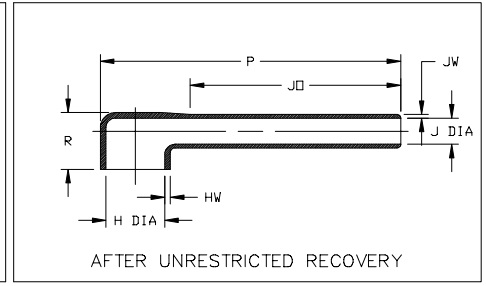 P
JW
JO
J DIA
R
HW
H DIA
AFTER UNRESTRICTED RECOVERY